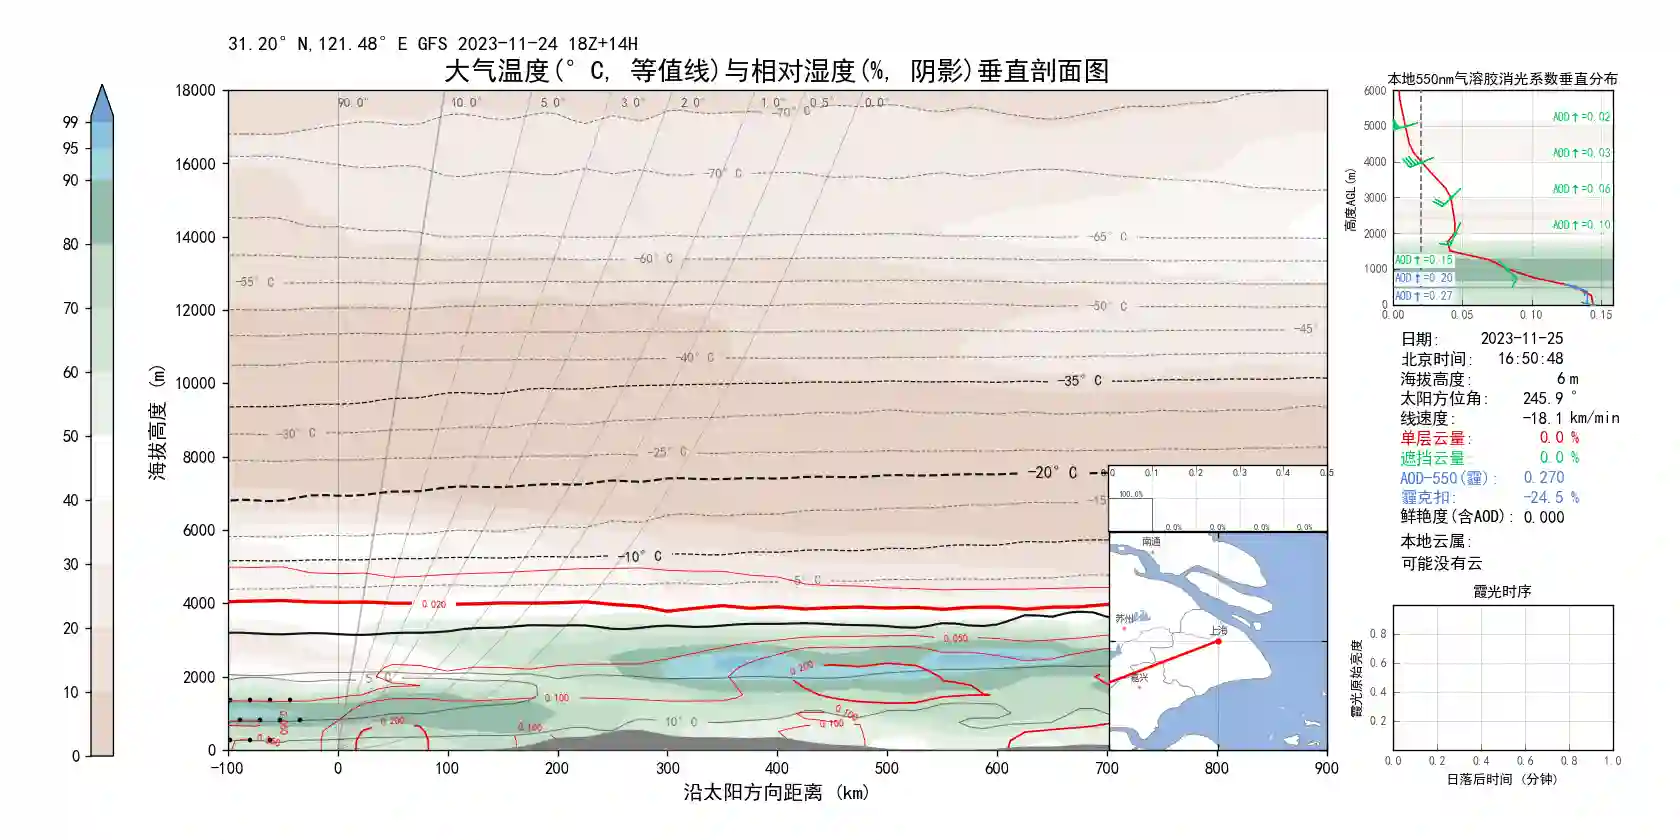 31.20° N,121.48° E GFS 2023-11-24 18Z+14H
大气温度(° C, 等值线)与相对湿度(%, 阴影)垂直剖面图
99
95
90
80
70
60
50
40
30
20
10
0
海拔高度 (m)
18000
16000
14000
12000
10000
8000
6000
4000
2000
0
-100 0 100 200 300 400 500 600 700 800 900
沿太阳方向距离 (km)
90.0° 10.0° 5.0° 3.0° 2.0° 1.0° 0.5° 0.0°
-70° C
-70° C
-65° C
-60° C
-55° C
-50° C
-45°
-40° C
-35° C
-30° C
-25° C
-20° C
-15
-10° C
5 C
0.020
0.050
0.200
5 C
0.100
0.200
0.100
0.100
0.100
10° C
0.0 0.1 0.2 0.3 0.4 0.5
100.0%
0.0% 0.0% 0.0% 0.0%
南通
苏州
上海
嘉兴
本地550nm气溶胶消光系数垂直分布
高度AGL(m)
6000
5000
4000
3000
2000
1000
0
AOD↑=0.02
AOD↑=0.03
AOD↑=0.06
AOD↑=0.10
AOD↑=0.15
AOD↑=0.20
AOD↑=0.27
0.00 0.05 0.10 0.15
日期: 2023-11-25
北京时间: 16:50:48
海拔高度: 6 m
太阳方位角: 245.9 °
线速度: -18.1 km/min
单层云量: 0.0 %
遮挡云量: 0.0 %
AOD-550(霾): 0.270
霾克扣: -24.5 %
鲜艳度(含AOD): 0.000
本地云属:
可能没有云
霞光时序
霞光原始亮度
0.8
0.6
0.4
0.2
0.0 0.2 0.4 0.6 0.8 1.0
日落后时间 (分钟)